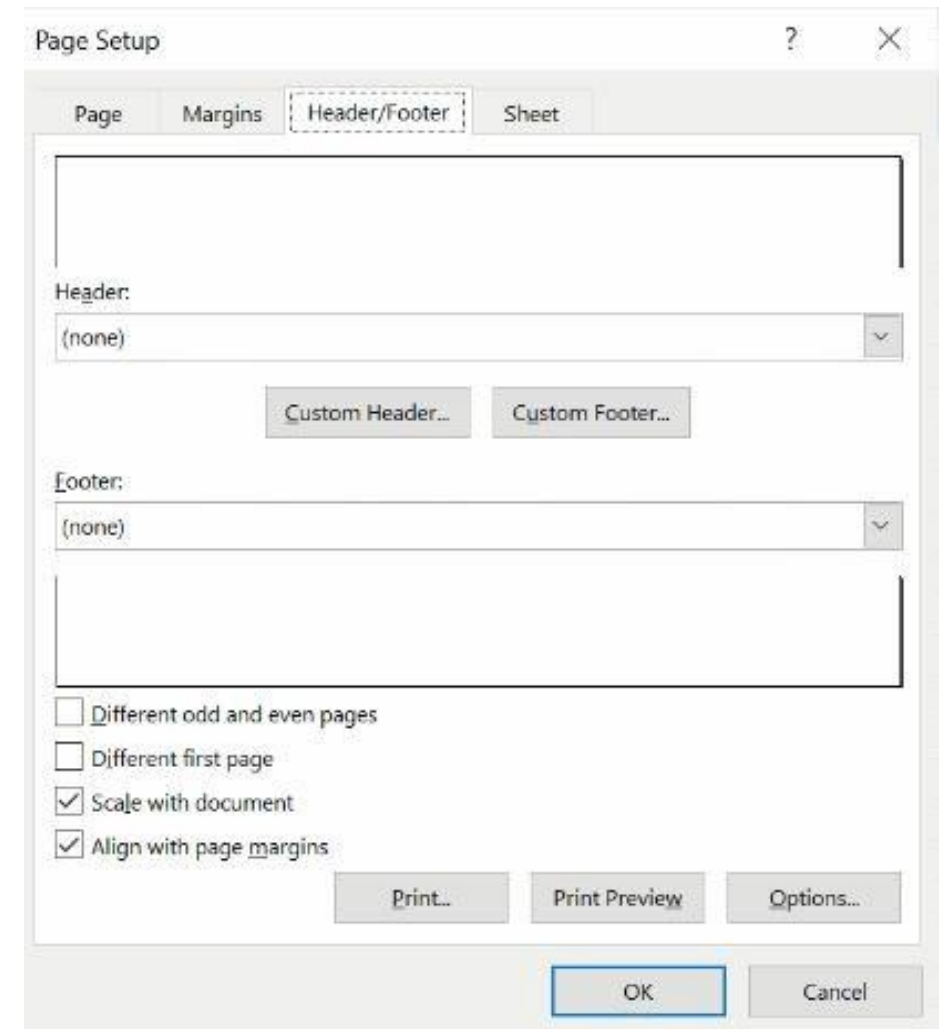 Page Setup ? ×
Page Margins Header/Footer Sheet
Header:
(none)
Custom Header... Custom Footer...
Footer:
(none)
Different odd and even pages
Different first page
Scale with document
Align with page margins
Print... Print Preview Options...
OK Cancel